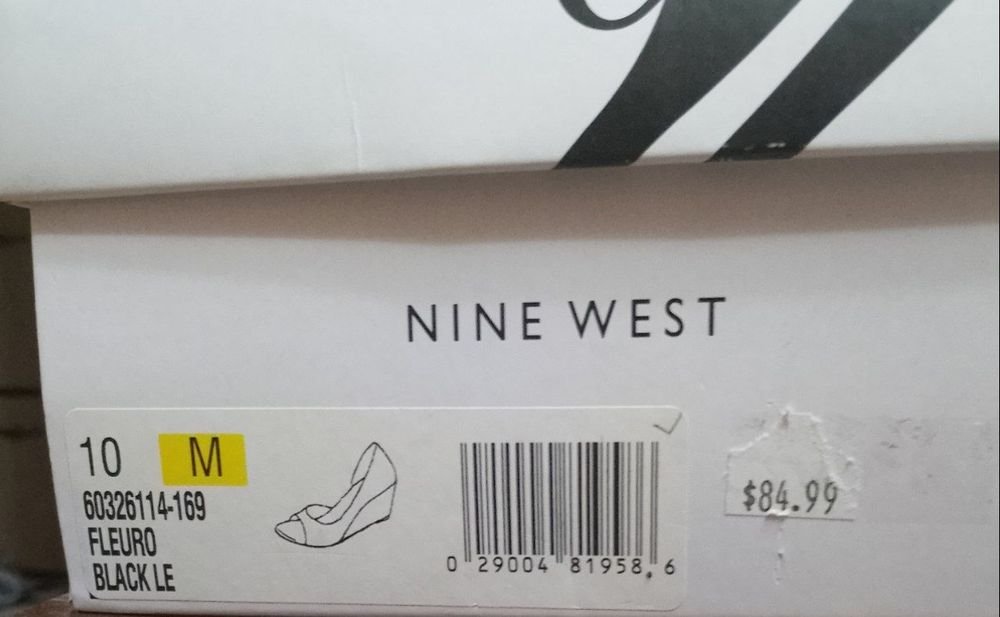 NINE WEST
10 M
60326114-169
FLEURO
BLACK LE
0 29004 81958 6
$84.99